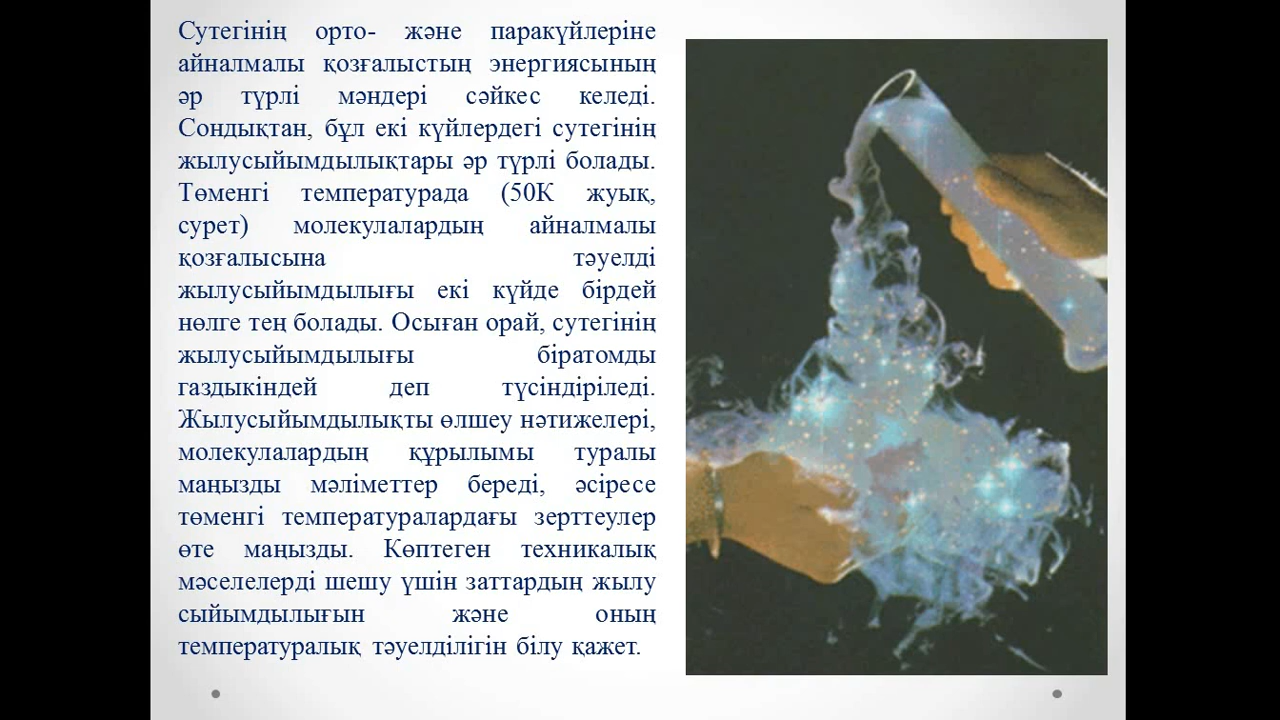 Сутегінің орто- және паракүйлеріне
айналмалы қозғалыстың энергиясының
әр түрлі мәндері сәйкес келеді.
Сондықтан, бұл екі күйлердегі сутегінің
жылусыйымдылықтары әр түрлі болады.
Төменгі температурада (50К жуық,
сурет) молекулалардың айналмалы
қозғалысына тәуелді
жылусыйымдылығы екі күйде бірдей
нөлге тең болады. Осыған орай, сутегінің
жылусыйымдылығы біратомды
газдыкіндей деп түсіндіріледі.
Жылусыйымдылықты өлшеу нәтижелері,
молекулалардың құрылымы туралы
маңызды мәліметтер береді, әсіресе
төменгі температуралардағы зерттеулер
өте маңызды. Көптеген техникалық
мәселелерді шешу үшін заттардың жылу
сыйымдылығын және оның
температуралық тәуелділігін білу қажет.